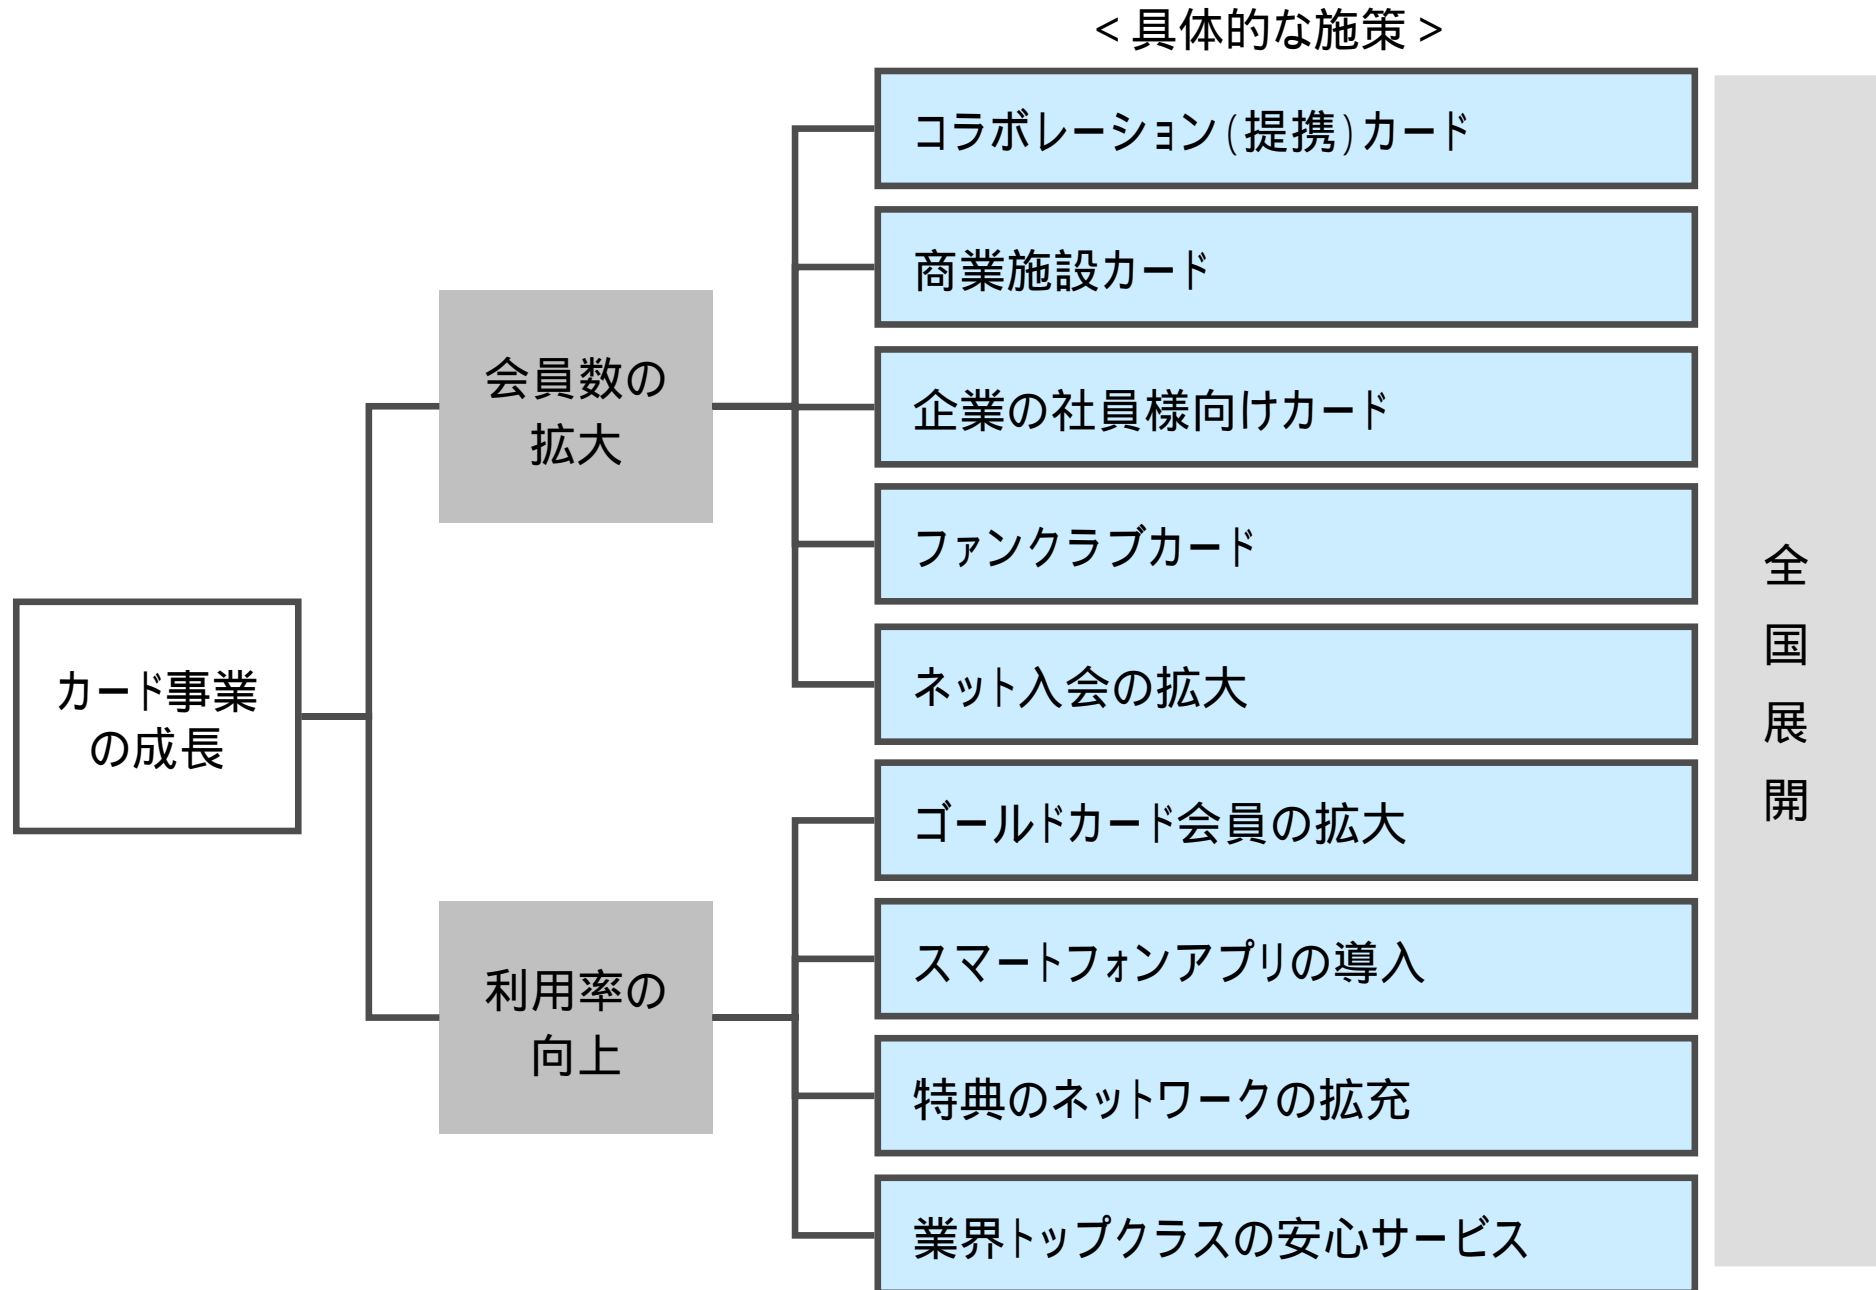 <具体的な施策>
カード事業
の成長
会員数の
拡大
コラボレーション(提携)カード
商業施設カード
企業の社員様向けカード
ファンクラブカード
ネット入会の拡大
利用率の
向上
ゴールドカード会員の拡大
スマートフォンアプリの導入
特典のネットワークの拡充
業界トップクラスの安心サービス
全国展開